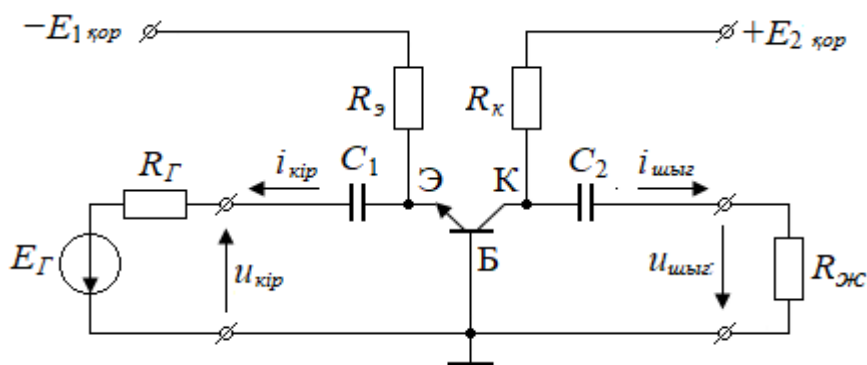 −E₁ қор
+E₂ қор
Rэ
Rк
RГ
iкір
C₁
Э
К
C₂
iшығ
EГ
uкір
Б
uшығ
RЖ